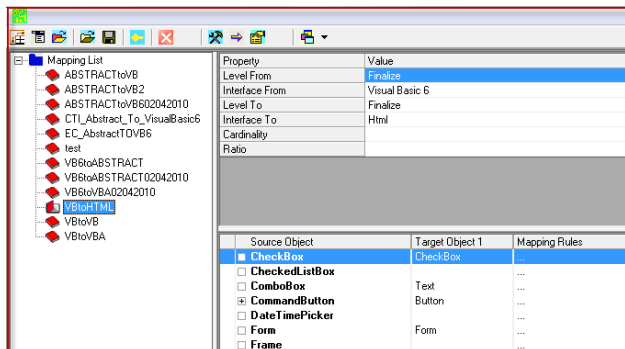 Mapping List
ABSTRACTtoVB
ABSTRACTtoVB2
ABSTRACTtoVB602042010
CTI_Abstract_To_VisualBasic6
EC_AbstractTOVB6
test
VB6toABSTRACT
VB6toABSTRACT02042010
VB6toVBA02042010
VBtoHTML
VBtoVB
VBtoVBA
Property Value
Level From Finalize
Interface From Visual Basic 6
Level To Finalize
Interface To Html
Cardinality
Ratio
Source Object Target Object 1 Mapping Rules
CheckBox CheckBox ...
CheckedListBox ...
ComboBox Text ...
CommandButton Button ...
DateTimePicker ...
Form Form ...
Frame ...